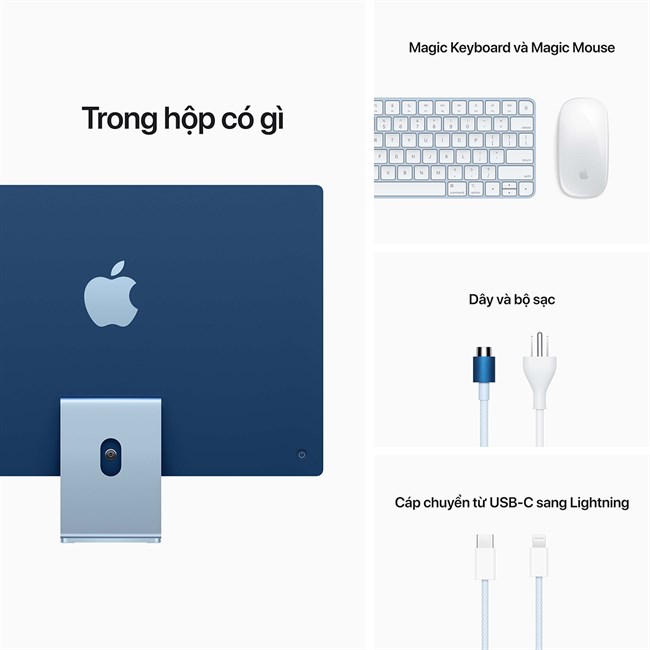 Trong hộp có gì
Magic Keyboard và Magic Mouse
Dây và bộ sạc
Cáp chuyển từ USB-C sang Lightning